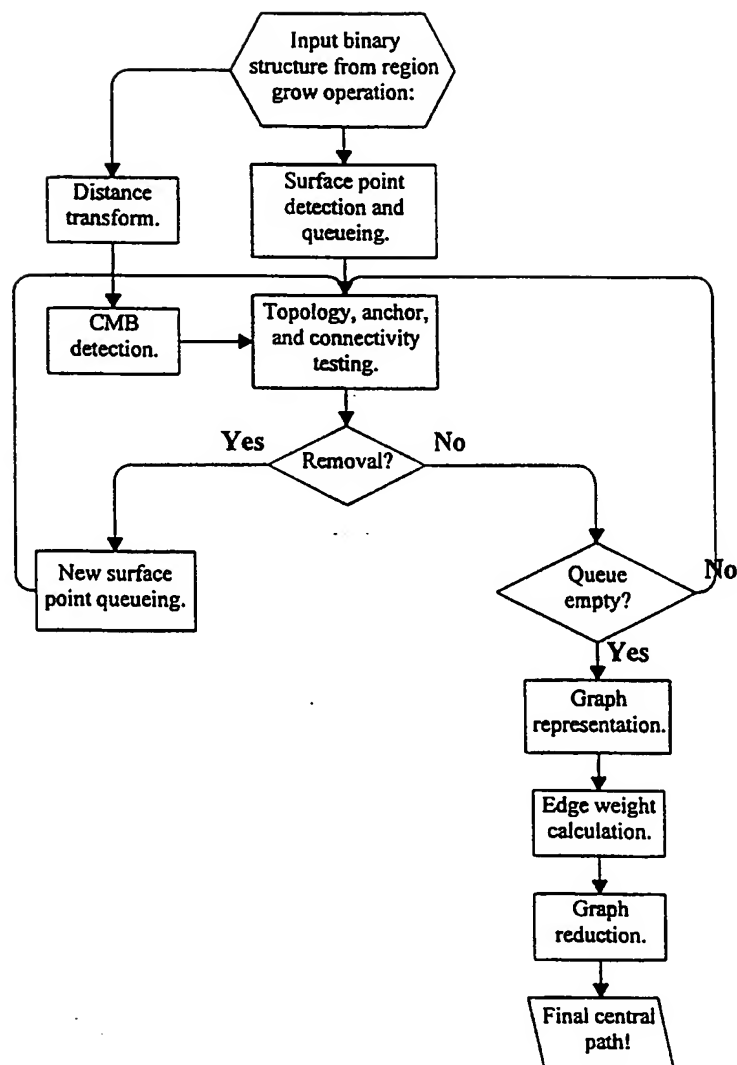 Input binary
structure from region
grow operation:
Distance
transform.
Surface point
detection and
queueing.
CMB
detection.
Topology, anchor,
and connectivity
testing.
Yes
Removal?
No
New surface
point queueing.
Queue
empty?
No
Yes
Graph
representation.
Edge weight
calculation.
Graph
reduction.
Final central
path!